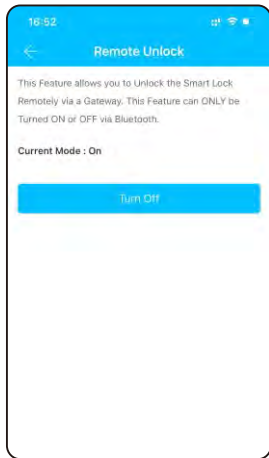 16:52
Remote Unlock
This Feature allows you to Unlock the Smart Lock
Remotely via a Gateway. This Feature can ONLY be
Turned ON or OFF via Bluetooth.
Current Mode : On
Turn Off